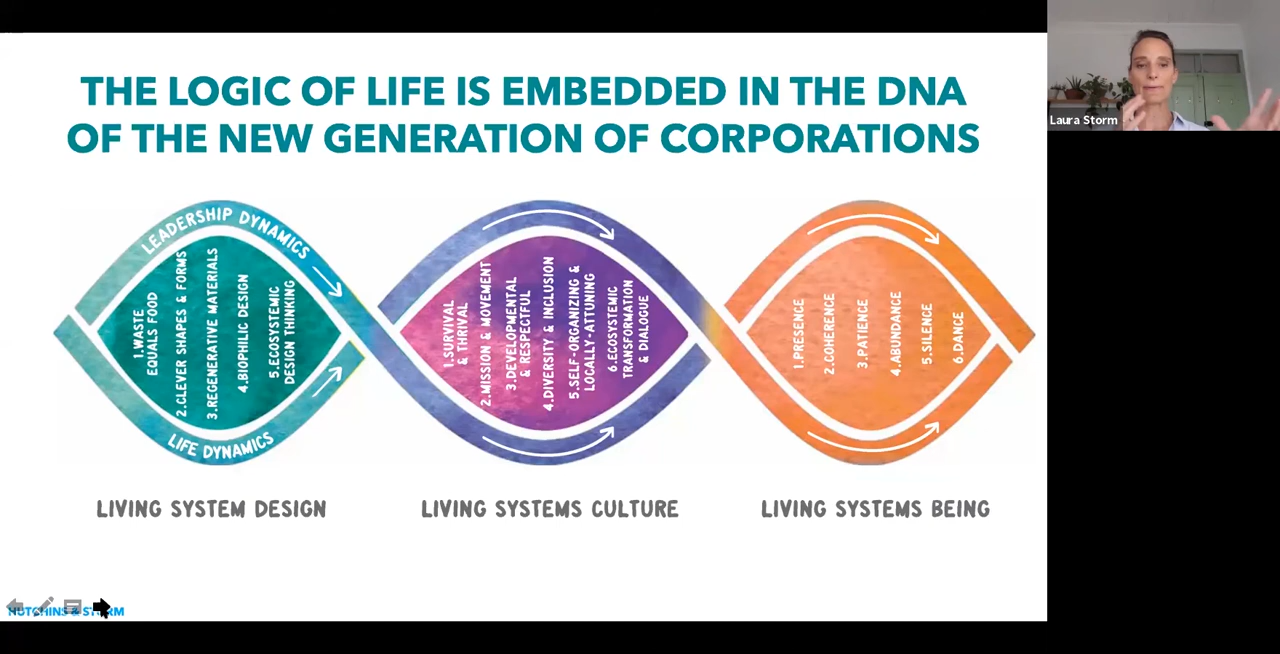 THE LOGIC OF LIFE IS EMBEDDED IN THE DNA
OF THE NEW GENERATION OF CORPORATIONS
Laura Storm
LEADERSHIP DYNAMICS
1.WASTE
EQUALS FOOD
2.CLEVER SHAPES & FORMS
3.REGENERATIVE MATERIALS
4.BIOPHILIC DESIGN
5.ECOSYSTEMIC
DESIGN THINKING
LIFE DYNAMICS
1.SURVIVAL
& THRIVAL
2.MISSION & MOVEMENT
3.DEVELOPMENTAL
& RESPECTFUL
4.DIVERSITY & INCLUSION
5.SELF-ORGANIZING &
LOCALLY-ATTUNING
6.ECOSYSTEMIC
TRANSFORMATION
& DIALOGUE
1.PRESENCE
2.COHERENCE
3.PATIENCE
4.ABUNDANCE
5.SILENCE
6.DANCE
LIVING SYSTEM DESIGN
LIVING SYSTEMS CULTURE
LIVING SYSTEMS BEING
HUTCHINS & STORM